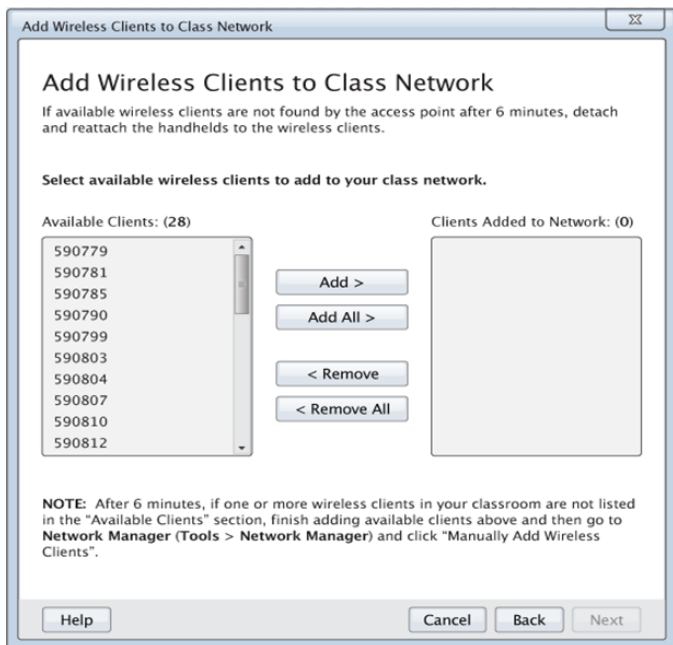 Add Wireless Clients to Class Network
Add Wireless Clients to Class Network
If available wireless clients are not found by the access point after 6 minutes, detach
and reattach the handhelds to the wireless clients.
Select available wireless clients to add to your class network.
Available Clients: (28)
Clients Added to Network: (0)
590779
590781
590785
590790
590799
590803
590804
590807
590810
590812
Add >
Add All >
< Remove
< Remove All
NOTE: After 6 minutes, if one or more wireless clients in your classroom are not listed
in the “Available Clients” section, finish adding available clients above and then go to
Network Manager (Tools > Network Manager) and click “Manually Add Wireless
Clients”.
Help
Cancel
Back
Next